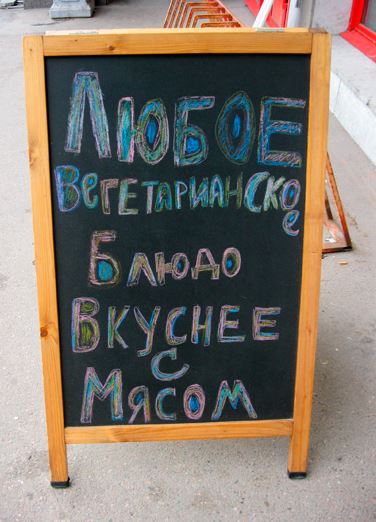 Любое
Вегетарианское
Блюдо
Вкуснее
с
Мясом